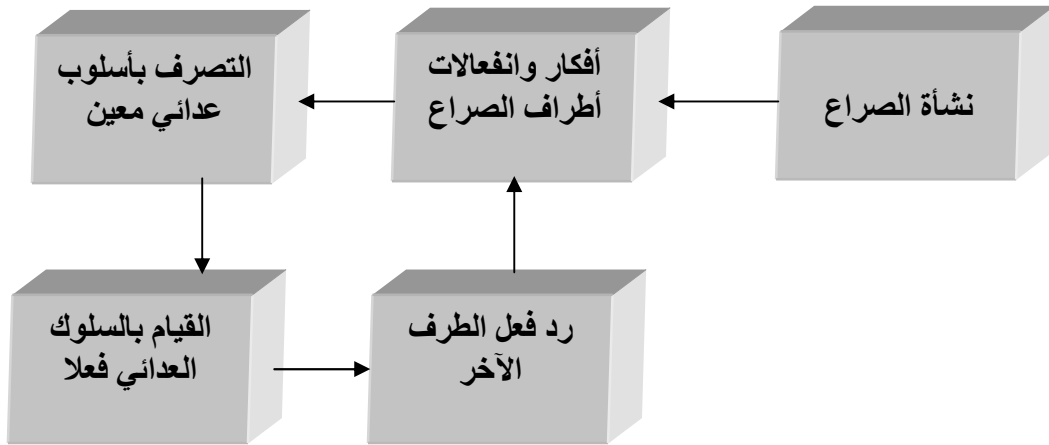 نشأة الصراع
أفكار وانفعالات
أطراف الصراع
التصرف بأسلوب
عدائي معين
القيام بالسلوك
العدائي فعلا
رد فعل الطرف
الآخر